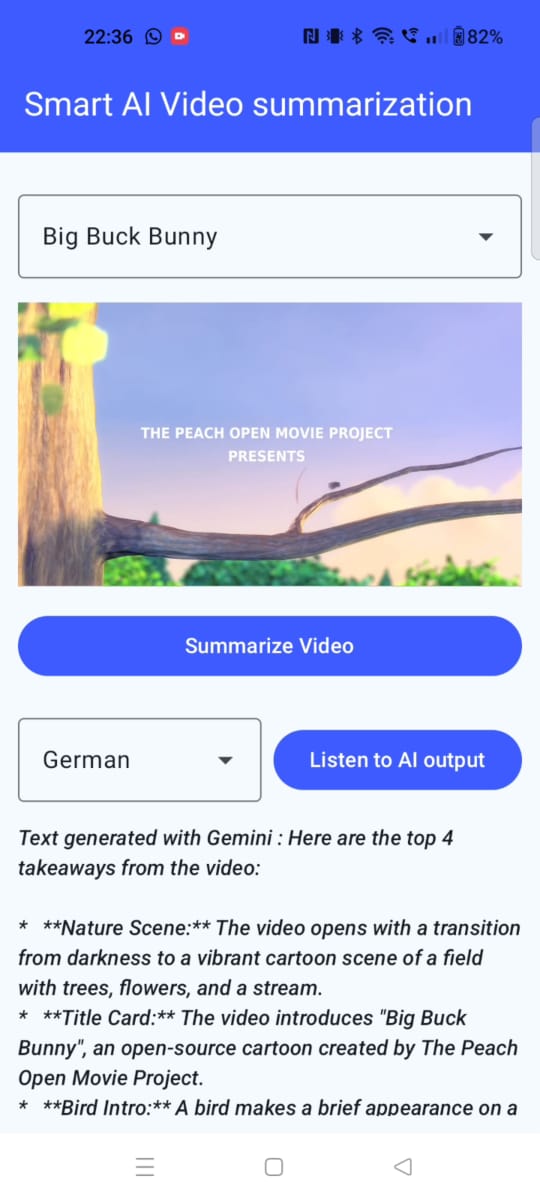 22:36 82%
Smart AI Video summarization
Big Buck Bunny
THE PEACH OPEN MOVIE PROJECT
PRESENTS
Summarize Video
German
Listen to AI output
Text generated with Gemini : Here are the top 4
takeaways from the video:
* **Nature Scene:** The video opens with a transition
from darkness to a vibrant cartoon scene of a field
with trees, flowers, and a stream.
* **Title Card:** The video introduces "Big Buck
Bunny", an open-source cartoon created by The Peach
Open Movie Project.
* **Bird Intro:** A bird makes a brief appearance on a